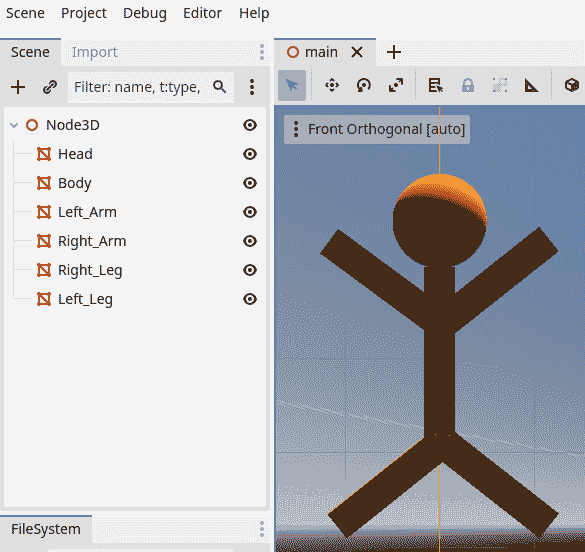 Scene Project Debug Editor Help
Scene Import
main
Filter: name, t:type,
Front Orthogonal [auto]
Node3D
Head
Body
Left_Arm
Right_Arm
Right_Leg
Left_Leg
FileSystem